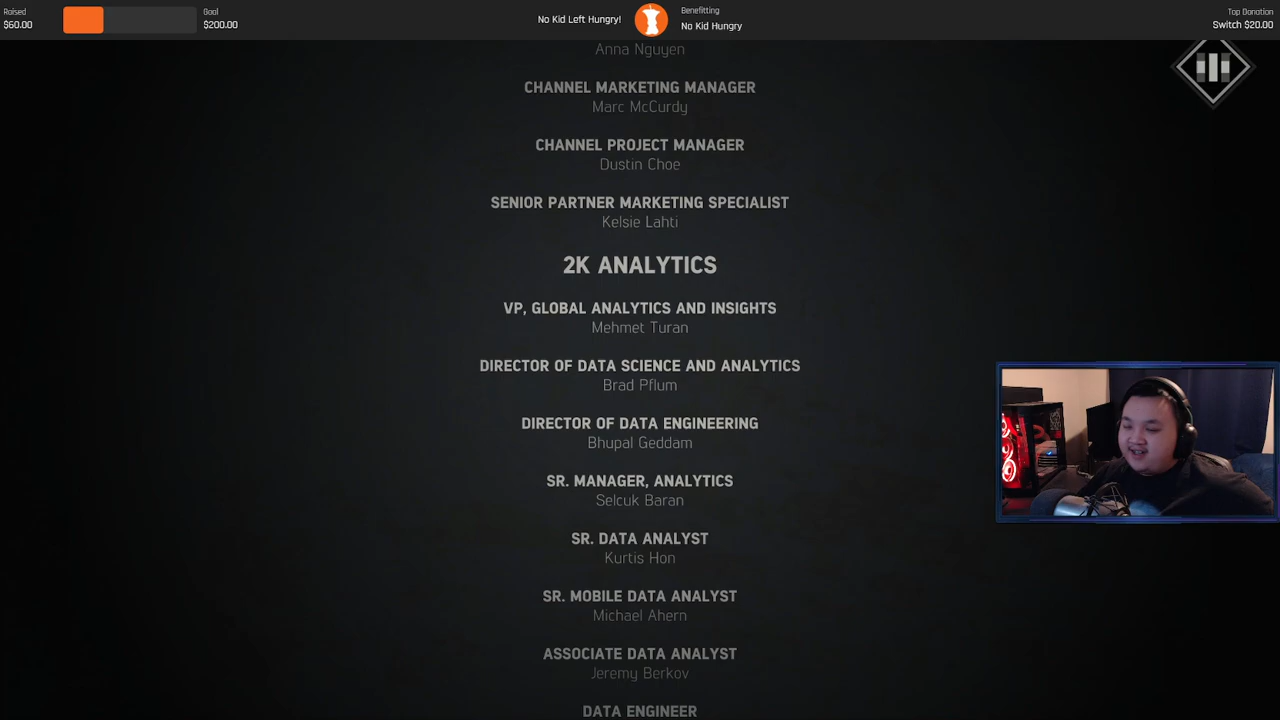 Raised
$60.00
Goal
$200.00
No Kid Left Hungry!
Benefitting
No Kid Hungry
Top Donation
Switch $20.00
Anna Nguyen
CHANNEL MARKETING MANAGER
Marc McCurdy
CHANNEL PROJECT MANAGER
Dustin Choe
SENIOR PARTNER MARKETING SPECIALIST
Kelsie Lahti
2K ANALYTICS
VP, GLOBAL ANALYTICS AND INSIGHTS
Mehmet Turan
DIRECTOR OF DATA SCIENCE AND ANALYTICS
Brad Pflum
DIRECTOR OF DATA ENGINEERING
Bhupal Geddam
SR. MANAGER, ANALYTICS
Selcuk Baran
SR. DATA ANALYST
Kurtis Hon
SR. MOBILE DATA ANALYST
Michael Ahern
ASSOCIATE DATA ANALYST
Jeremy Berkov
DATA ENGINEER